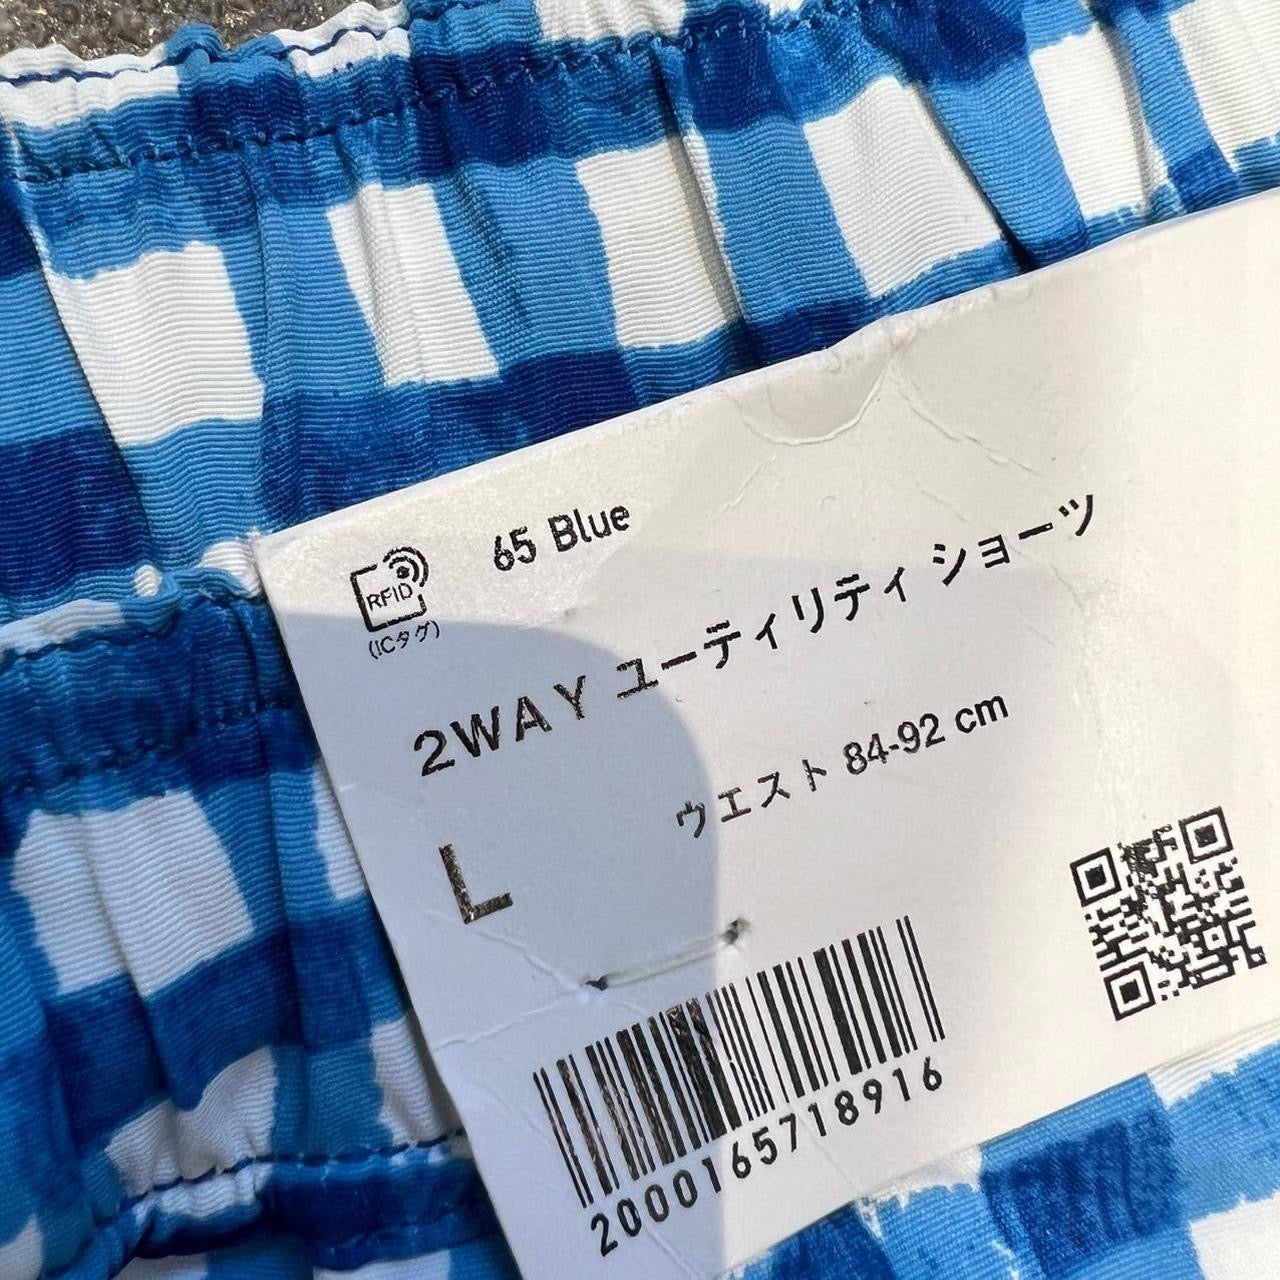 65 Blue
RFID
(ICタグ)
2WAY ユーティリティ ショーツ
ウエスト 84-92 cm
L
2000165718916